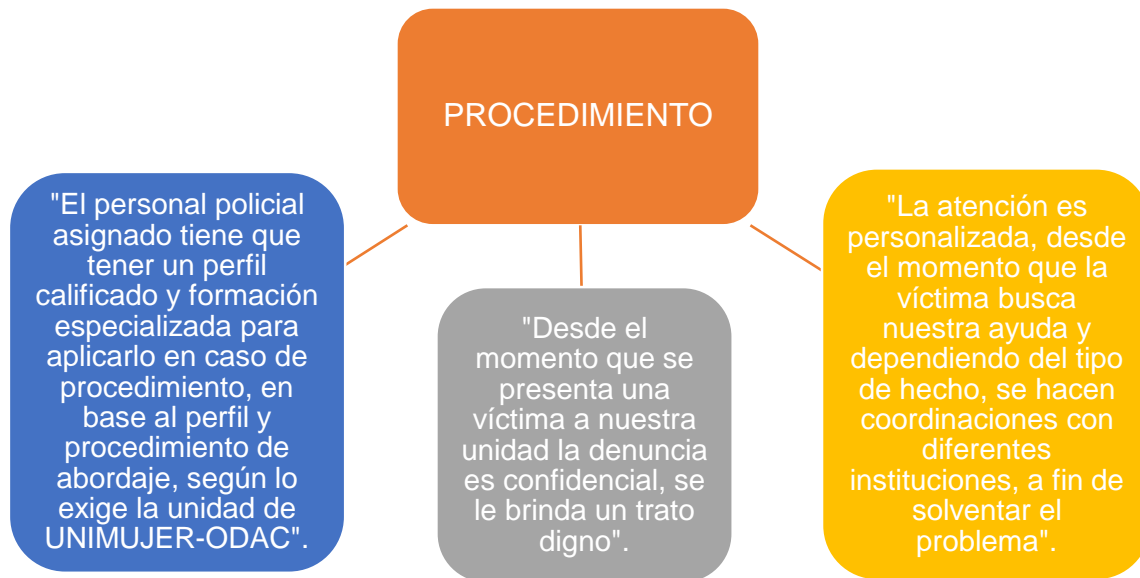 PROCEDIMIENTO
"El personal policial
asignado tiene que
tener un perfil
calificado y formación
especializada para
aplicarlo en caso de
procedimiento, en
base al perfil y
procedimiento de
abordaje, según lo
exige la unidad de
UNIMUJER-ODAC".
"Desde el
momento que se
presenta una
víctima a nuestra
unidad la denuncia
es confidencial, se
le brinda un trato
digno".
"La atención es
personalizada, desde
el momento que la
víctima busca
nuestra ayuda y
dependiendo del tipo
de hecho, se hacen
coordinaciones con
diferentes
instituciones, a fin de
solventar el
problema".